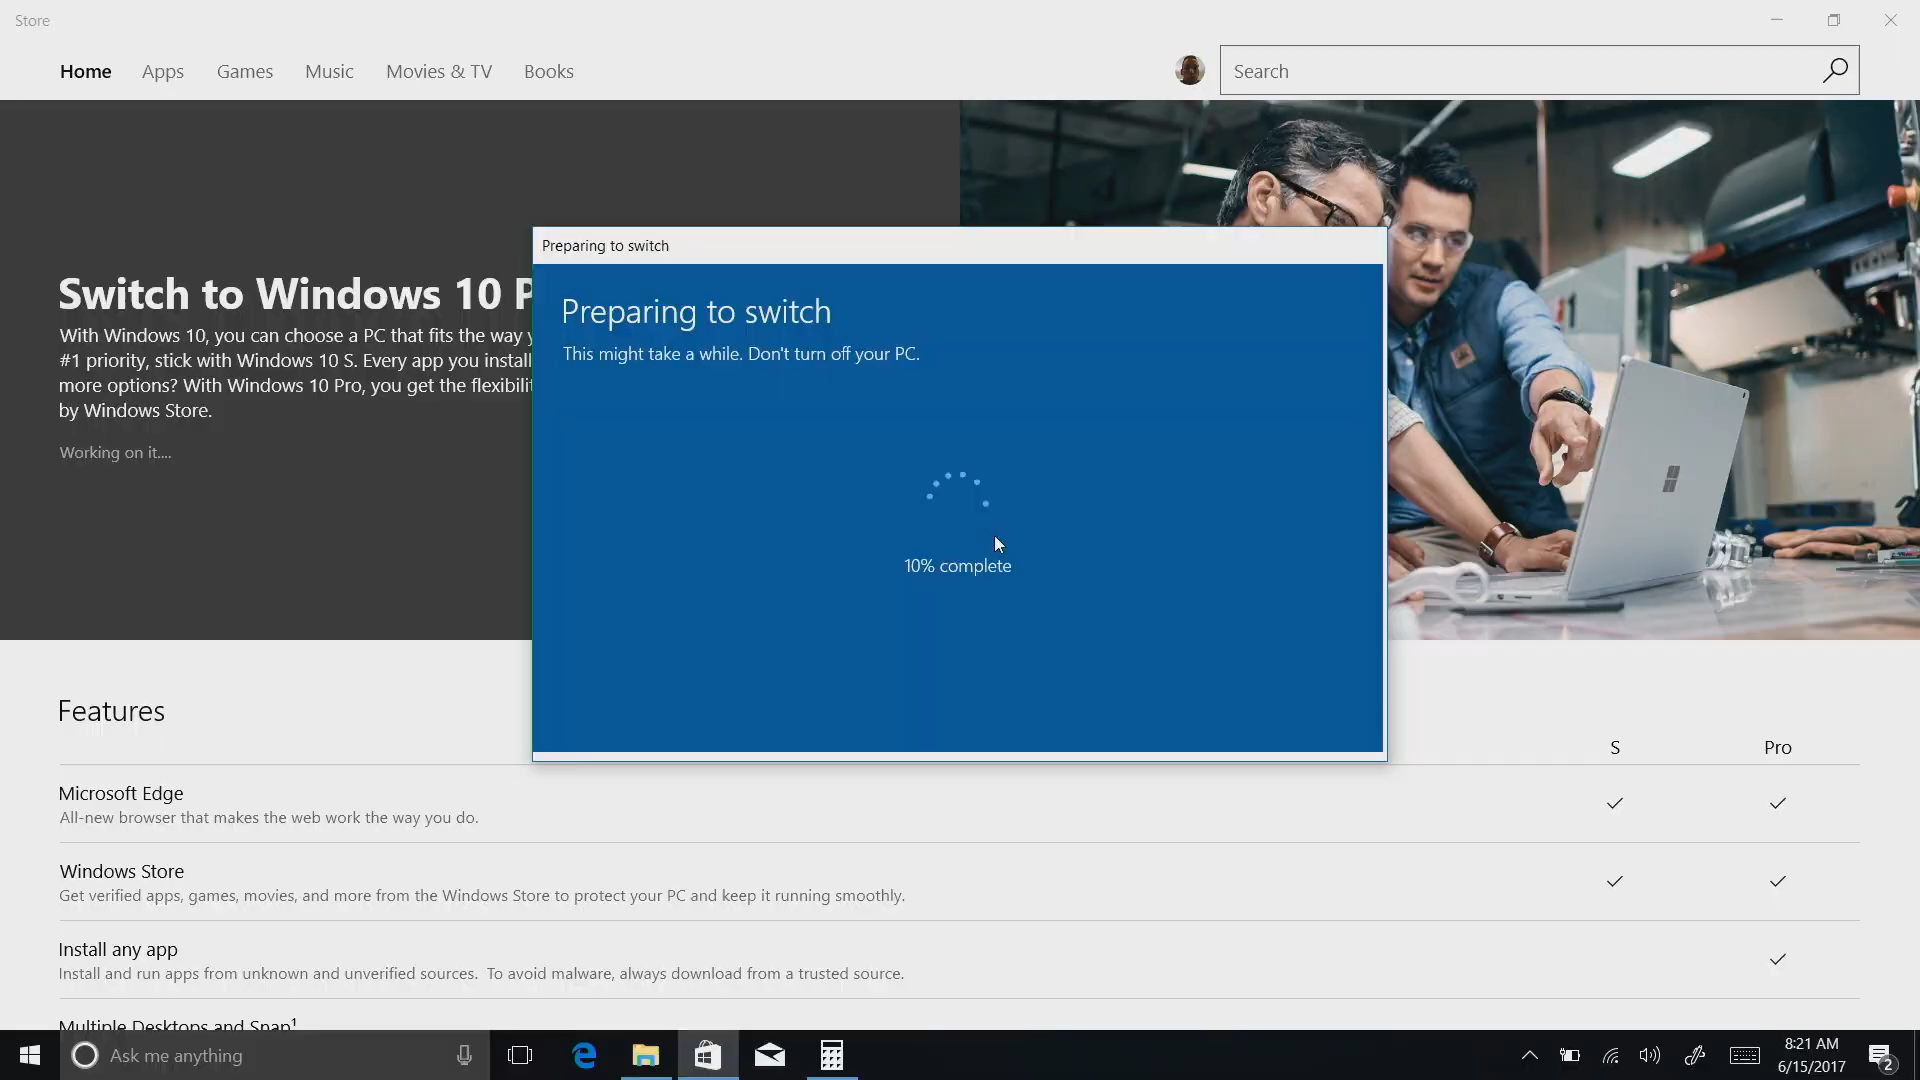 Store
Home Apps Games Music Movies & TV Books
Search
Switch to Windows 10 P
With Windows 10, you can choose a PC that fits the way y
#1 priority, stick with Windows 10 S. Every app you install
more options? With Windows 10 Pro, you get the flexibilit
by Windows Store.
Working on it....
Preparing to switch
Preparing to switch
This might take a while. Don't turn off your PC.
10% complete
Features
S Pro
Microsoft Edge
All-new browser that makes the web work the way you do.
Windows Store
Get verified apps, games, movies, and more from the Windows Store to protect your PC and keep it running smoothly.
Install any app
Install and run apps from unknown and unverified sources.  To avoid malware, always download from a trusted source.
Multiple Desktops and Snap¹
Ask me anything
8:21 AM
6/15/2017
2